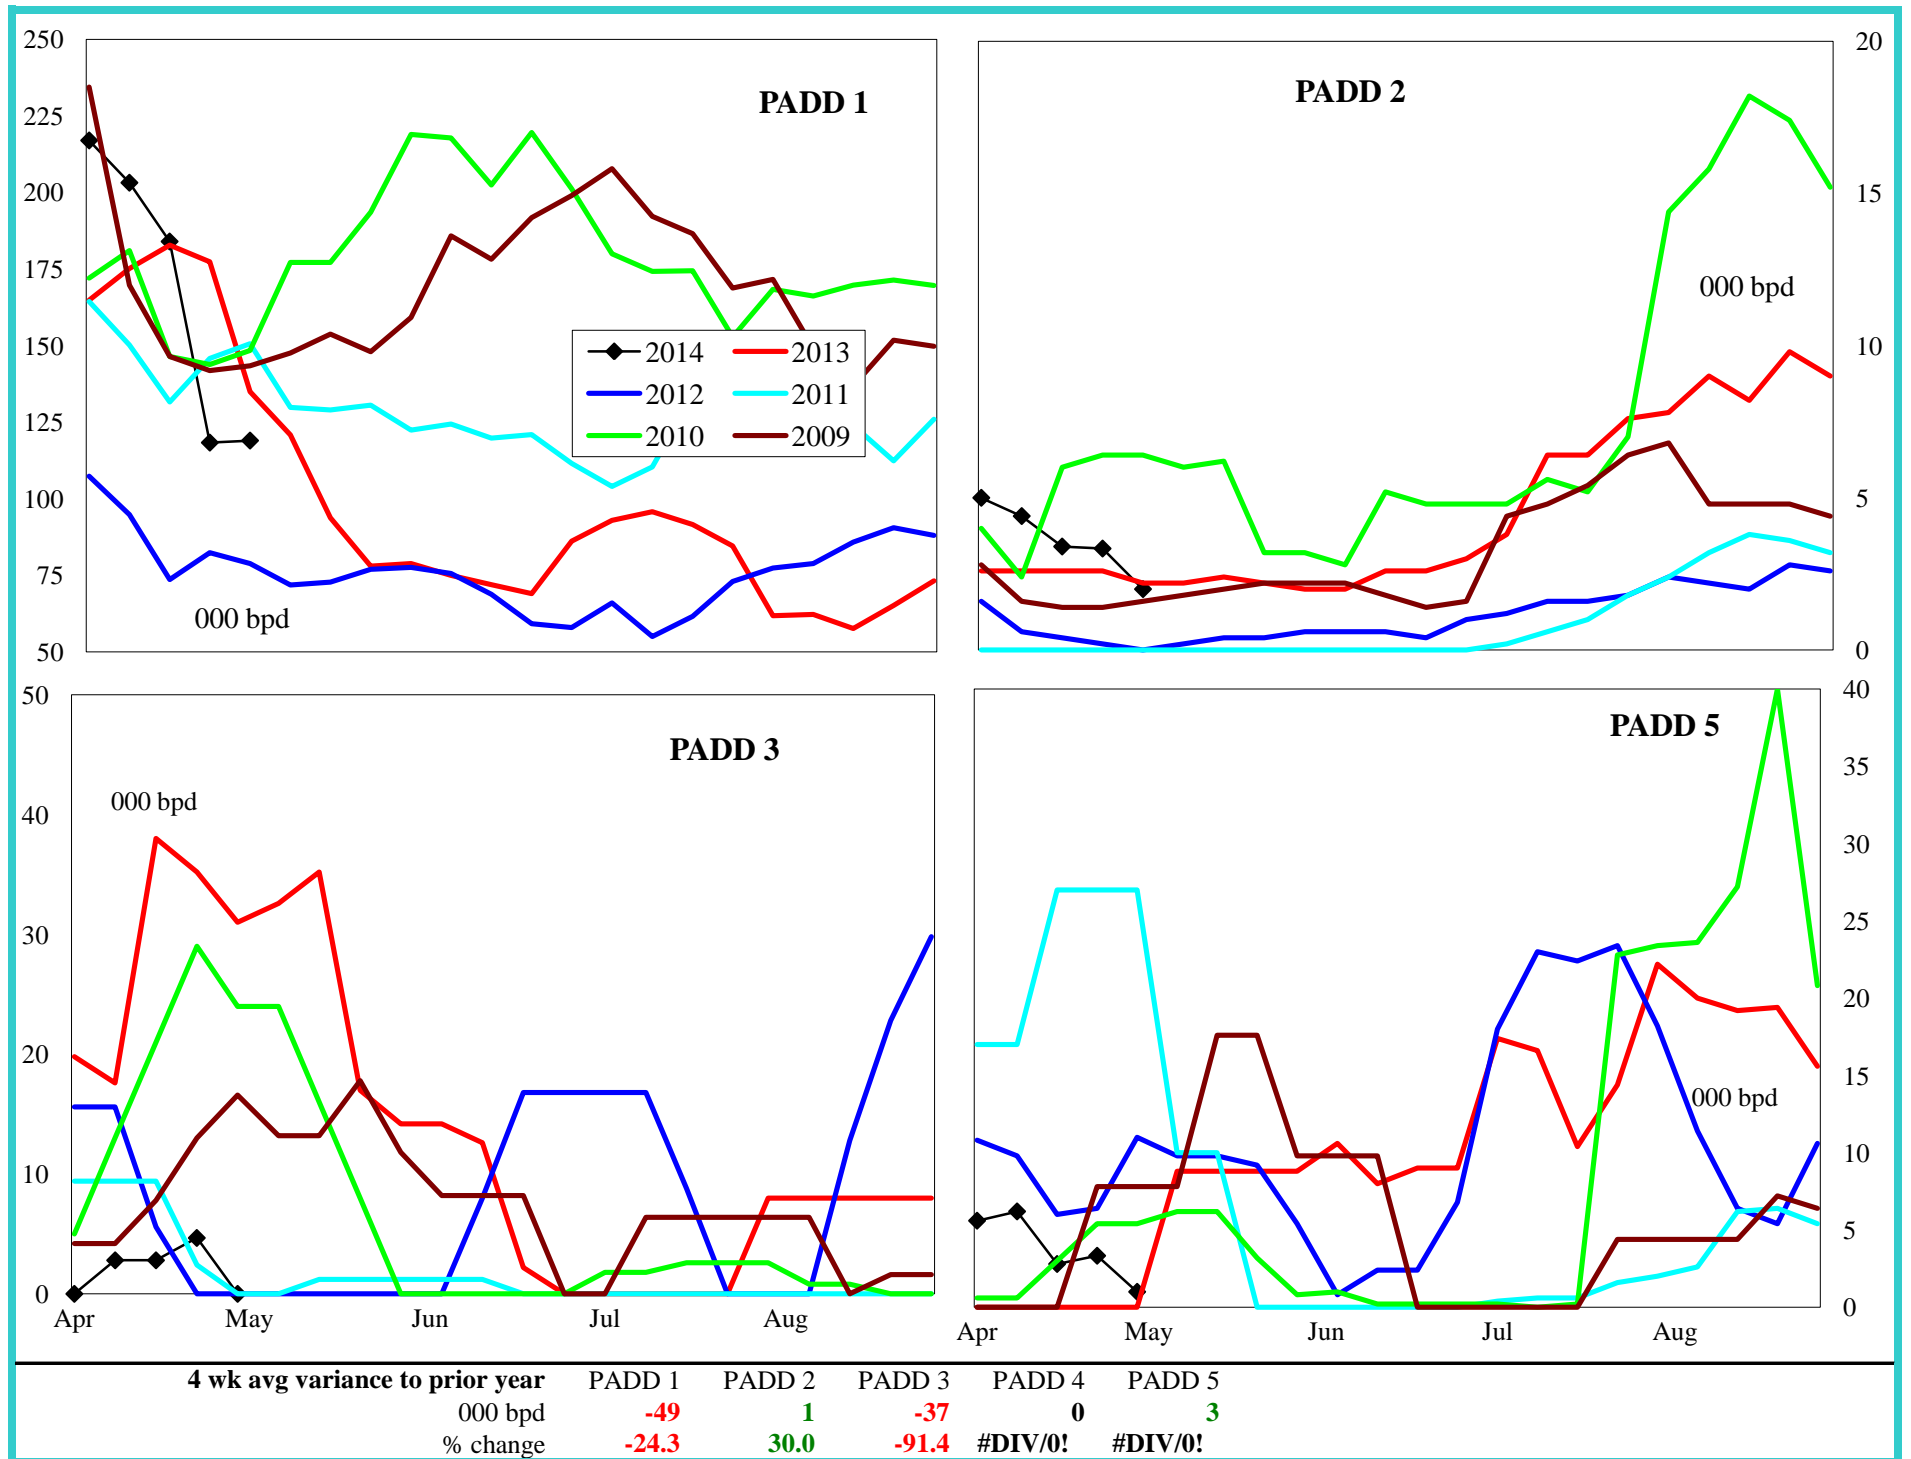 250
225
200
175
150
125
100
75
50
PADD 1
000 bpd
2014 2013
2012 2011
2010 2009
PADD 2
000 bpd
20
15
10
5
0
50
40
30
20
10
0
PADD 3
000 bpd
Apr May Jun Jul Aug
PADD 5
000 bpd
40
35
30
25
20
15
10
5
0
Apr May Jun Jul Aug
4 wk avg variance to prior year PADD 1 PADD 2 PADD 3 PADD 4 PADD 5
000 bpd -49 1 -37 0 3
% change -24.3 30.0 -91.4 #DIV/0! #DIV/0!